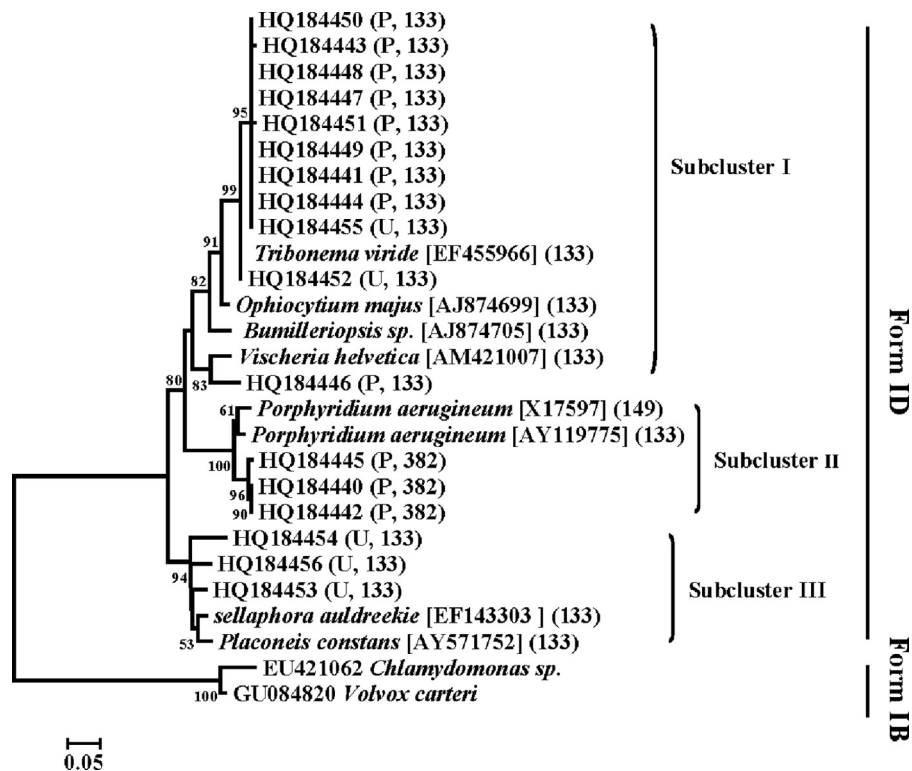 HQ184450 (P, 133)
95
HQ184443 (P, 133)
HQ184448 (P, 133)
HQ184447 (P, 133)
HQ184451 (P, 133)
HQ184449 (P, 133)
Subcluster I
HQ184441 (P, 133)
99
HQ184444 (P, 133)
HQ184455 (U, 133)
91
Tribonema viride [EF455966] (133)
82
HQ184452 (U, 133)
Ophiocytium majus [AJ874699] (133)
Bumilleriopsis sp. [AJ874705] (133)
Vischeria helvetica [AM421007] (133)
83
HQ184446 (P, 133)
80
61
Porphyridium aerugineum [X17597] (149)
Porphyridium aerugineum [AY119775] (133)
100
HQ184445 (P, 382)
Subcluster II
96
HQ184440 (P, 382)
90
HQ184442 (P, 382)
HQ184454 (U, 133)
HQ184456 (U, 133)
94
HQ184453 (U, 133)
Subcluster III
sellaphora auldreekie [EF143303 ] (133)
53
Placoneis constans [AY571752] (133)
Form ID
EU421062 Chlamydomonas sp.
100
GU084820 Volvox carteri
Form IB
0.05